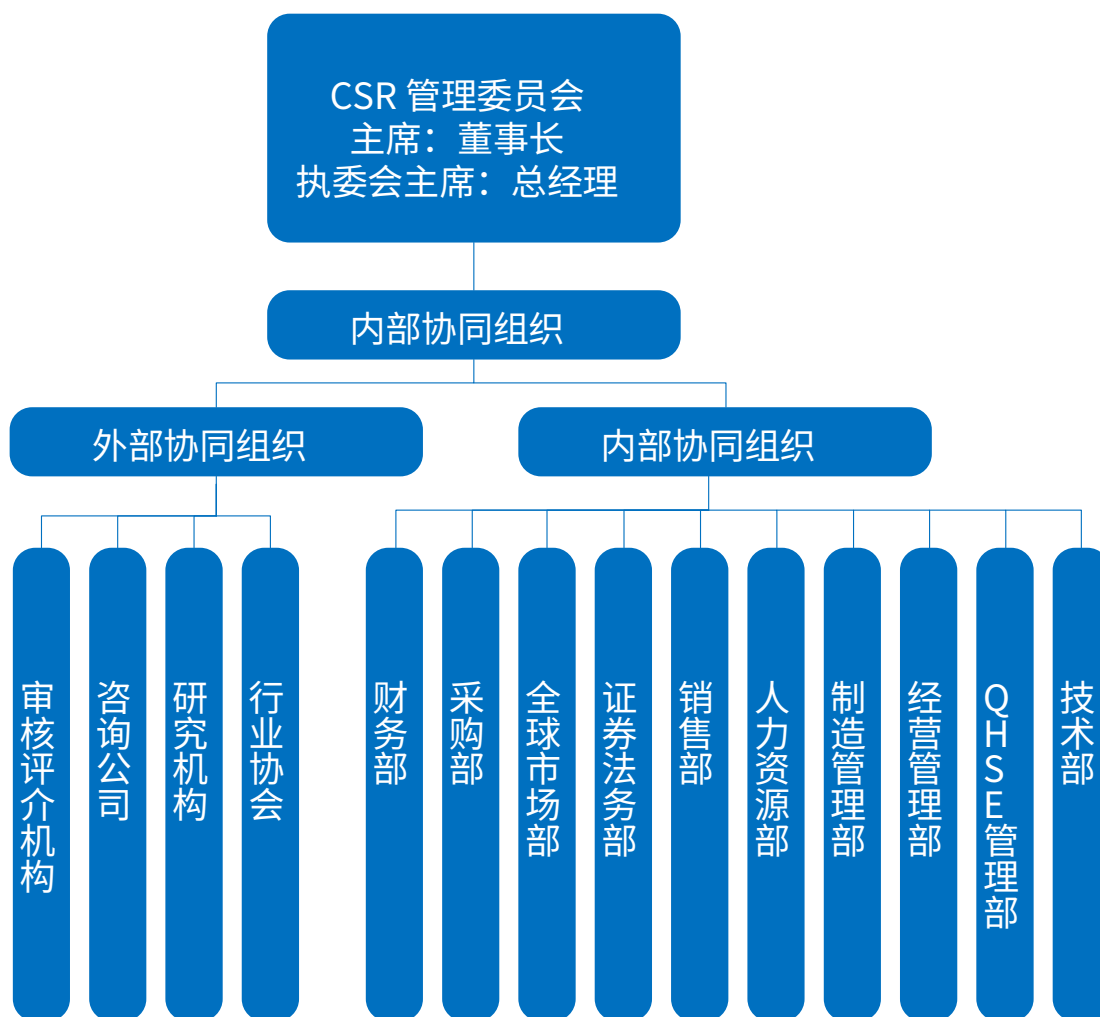 CSR 管理委员会
主席：董事长
执委会主席：总经理
内部协同组织
外部协同组织
内部协同组织
审核评介机构
咨询公司
研究机构
行业协会
财务部
采购部
全球市场部
证券法务部
销售部
人力资源部
制造管理部
经营管理部
QHSE管理部
技术部